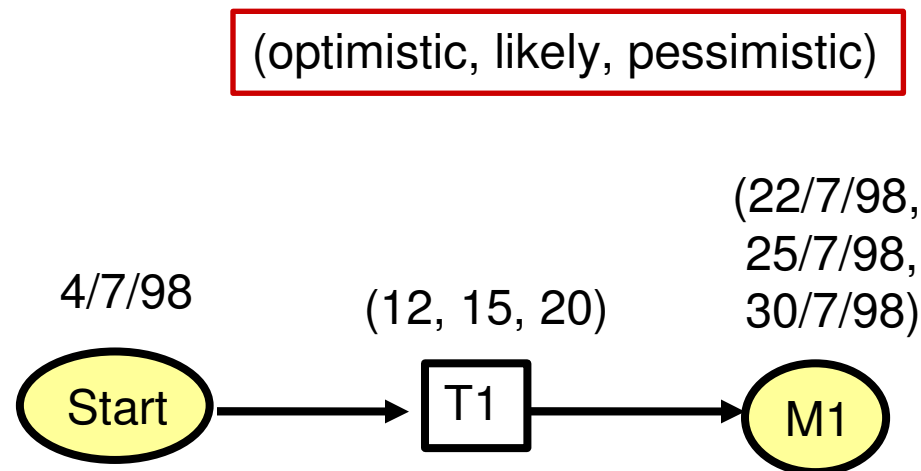 (optimistic, likely, pessimistic)
(22/7/98,
25/7/98,
30/7/98)
4/7/98
(12, 15, 20)
Start
T1
M1